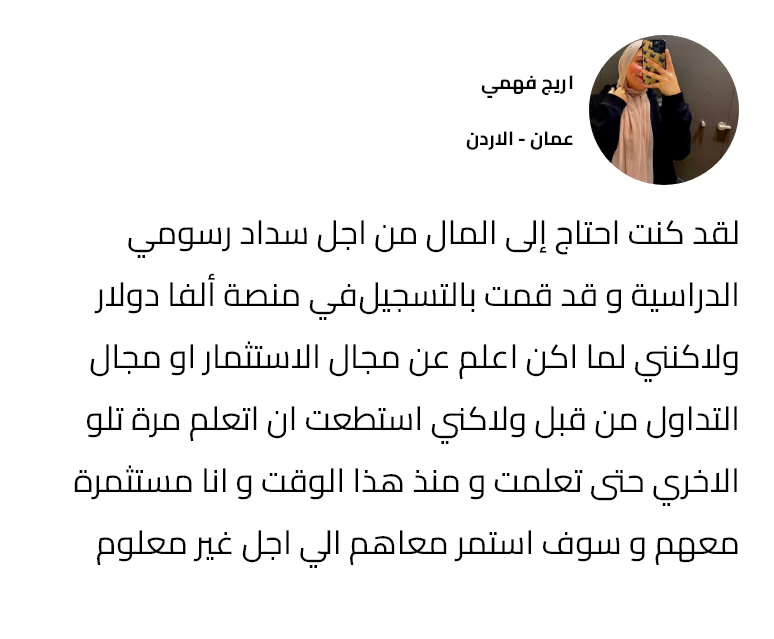 اريج فهمي
عمان - الاردن
لقد كنت احتاج إلى المال من اجل سداد رسومي
الدراسية و قد قمت بالتسجيل في منصة ألفا دولار
ولاكنني لما اكن اعلم عن مجال الاستثمار او مجال
التداول من قبل ولاكني استطعت ان اتعلم مرة تلو
الاخري حتى تعلمت و منذ هذا الوقت و انا مستثمرة
معهم و سوف استمر معاهم الي اجل غير معلوم